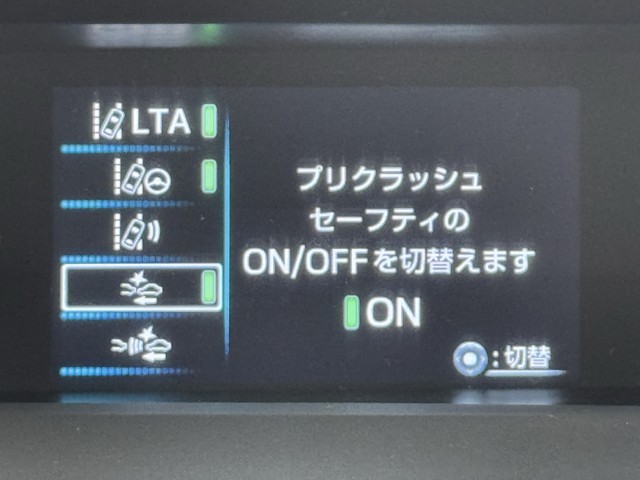 LTA
プリクラッシュ
セーフティの
ON/OFFを切替えます
ON
:切替